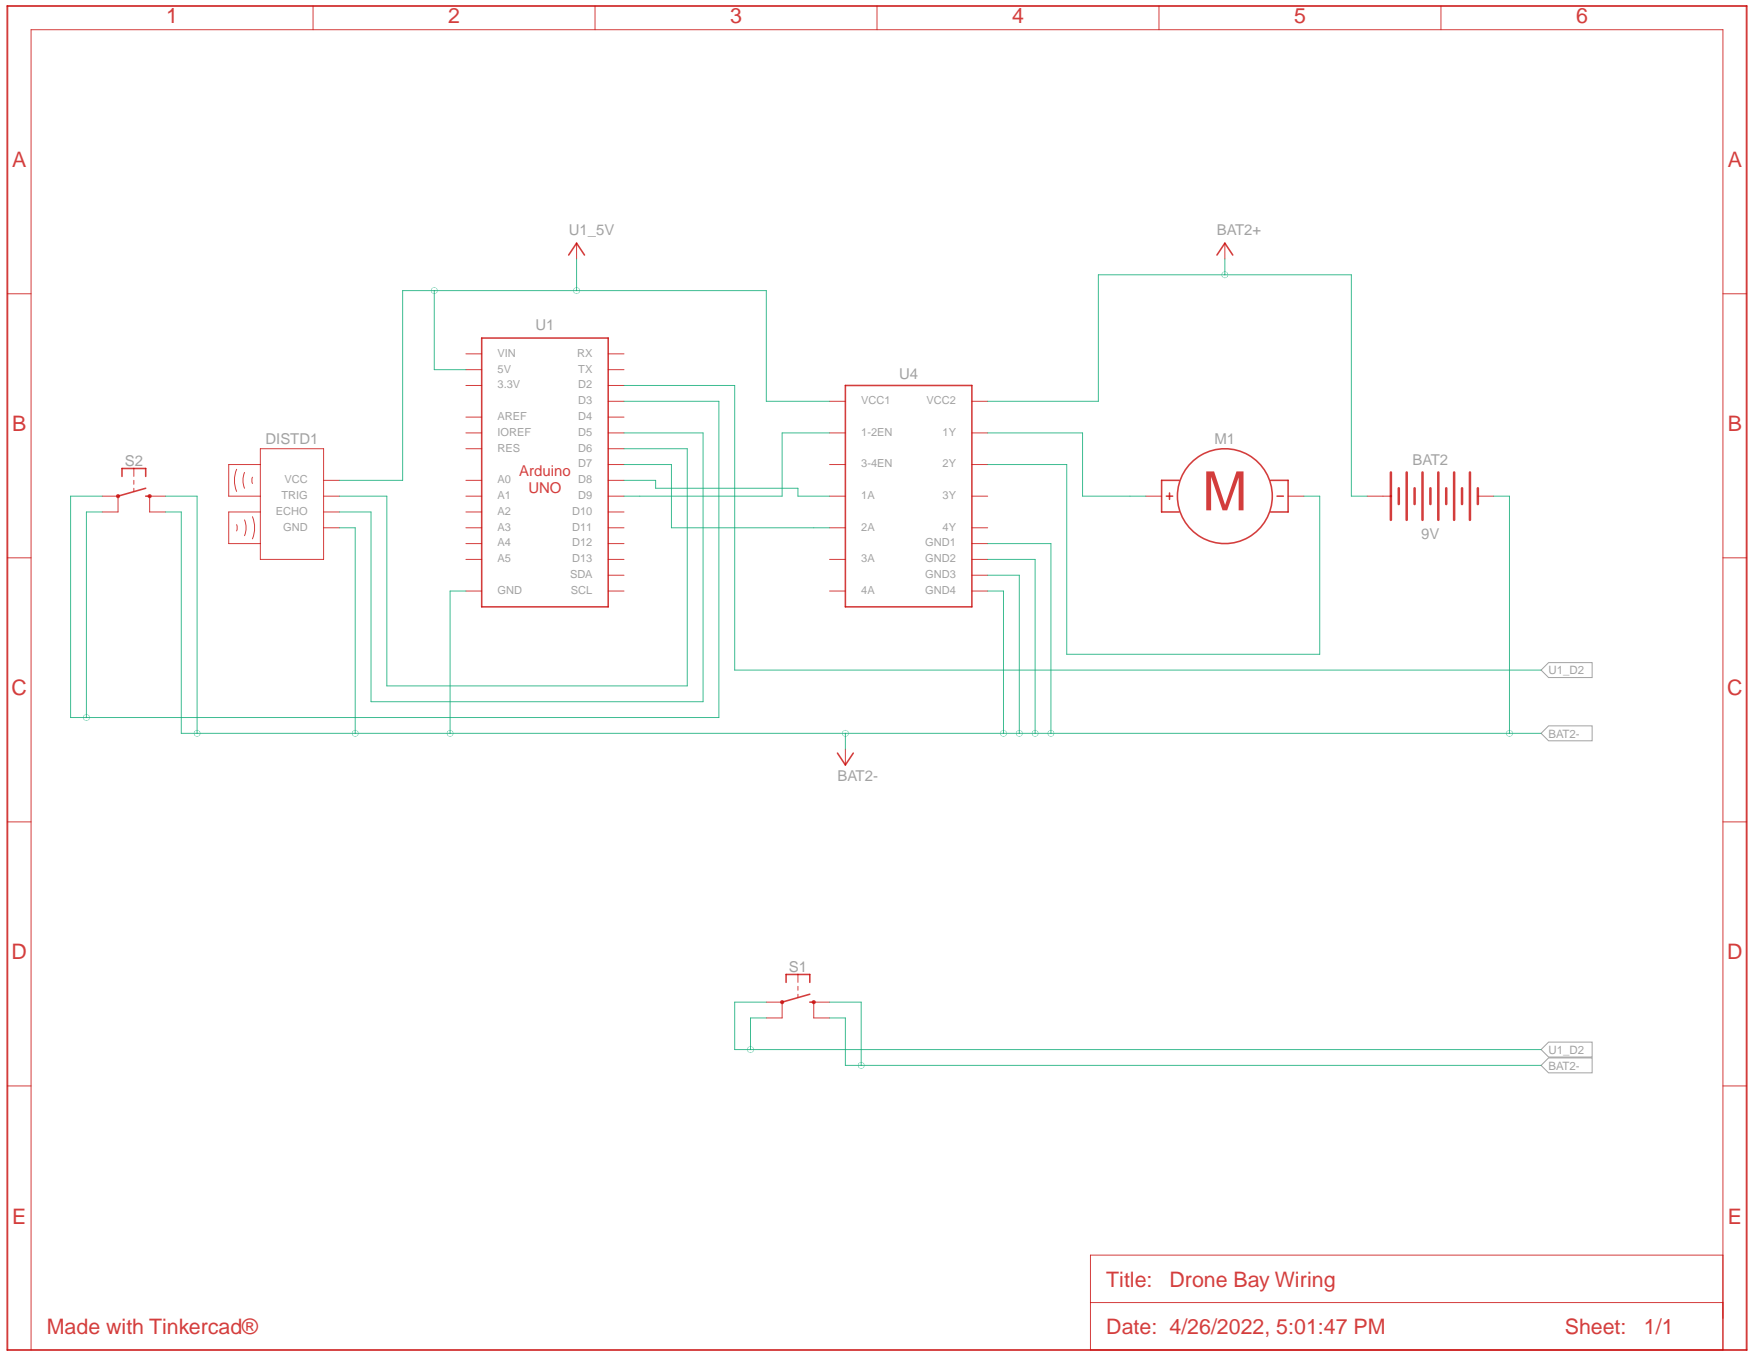 1 2 3 4 5 6
A A
U1_5V BAT2+
U1
VIN RX
5V TX
3.3V D2
D3
AREF D4
IOREF D5
RES D6
D7
A0 D8
A1 D9
A2 D10
A3 D11
A4 D12
A5 D13
SDA
GND SCL
Arduino
UNO
U4
VCC1 VCC2
1-2EN 1Y
3-4EN 2Y
1A 3Y
2A 4Y
GND1
3A GND2
GND3
4A GND4
B B
DISTD1
VCC
TRIG
ECHO
GND
S2
M1
+ M -
BAT2
9V
U1_D2
C C
BAT2-
BAT2-
D D
S1
U1_D2
BAT2-
E E
Title: Drone Bay Wiring
Made with Tinkercad®
Date: 4/26/2022, 5:01:47 PM Sheet: 1/1